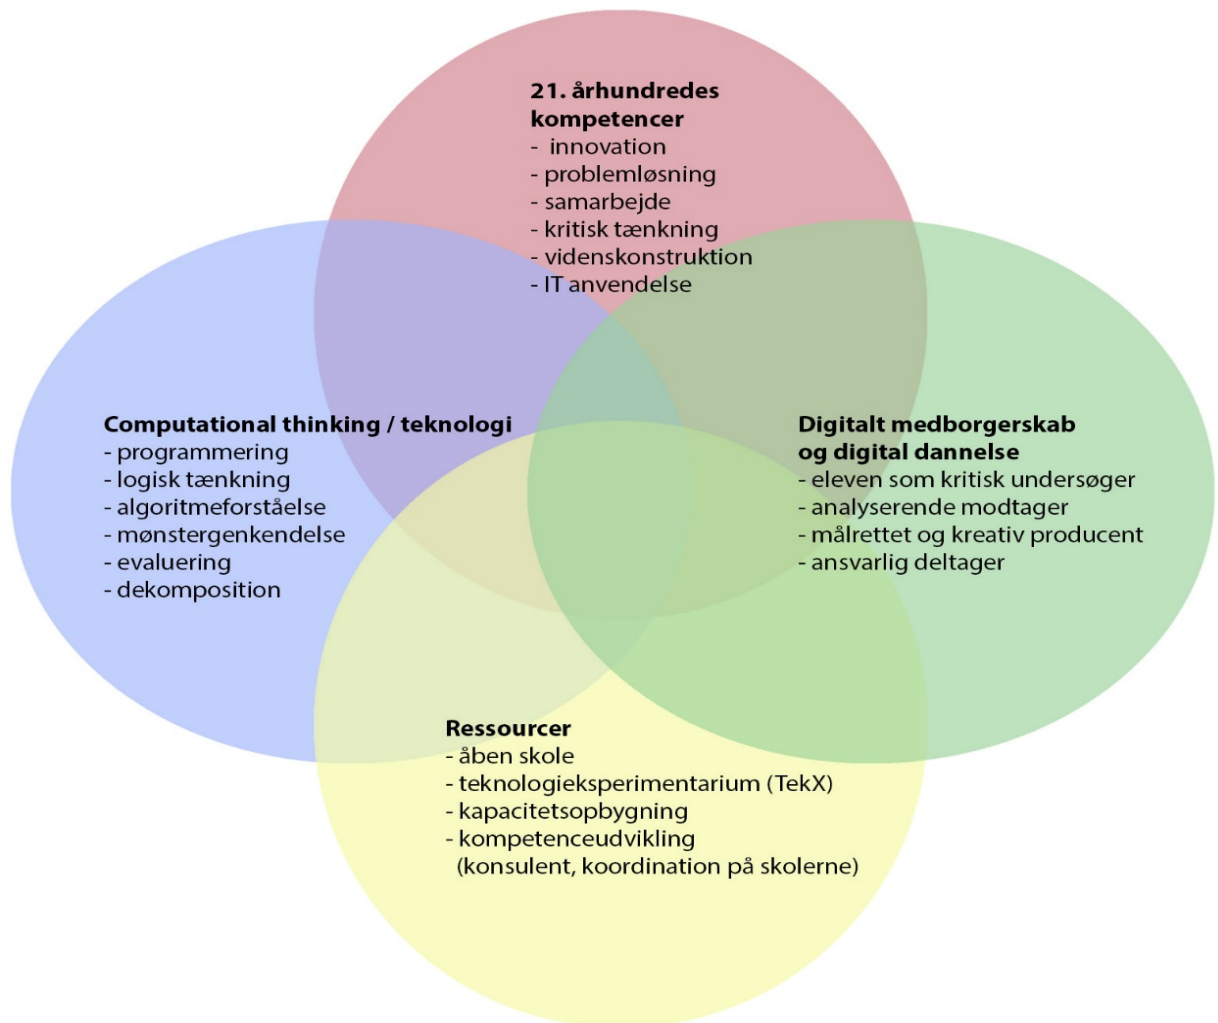 21. århundredes
kompetencer
- innovation
- problemløsning
- samarbejde
- kritisk tænkning
- videnskonstruktion
- IT anvendelse
Computational thinking / teknologi
- programmering
- logisk tænkning
- algoritmeforståelse
- mønstergenkendelse
- evaluering
- dekomposition
Digitalt medborgerskab
og digital dannelse
- eleven som kritisk undersøger
- analyserende modtager
- målrettet og kreativ producent
- ansvarlig deltager
Ressourcer
- åben skole
- teknologieksperimentarium (TekX)
- kapacitetsopbygning
- kompetenceudvikling
(konsulent, koordination på skolerne)